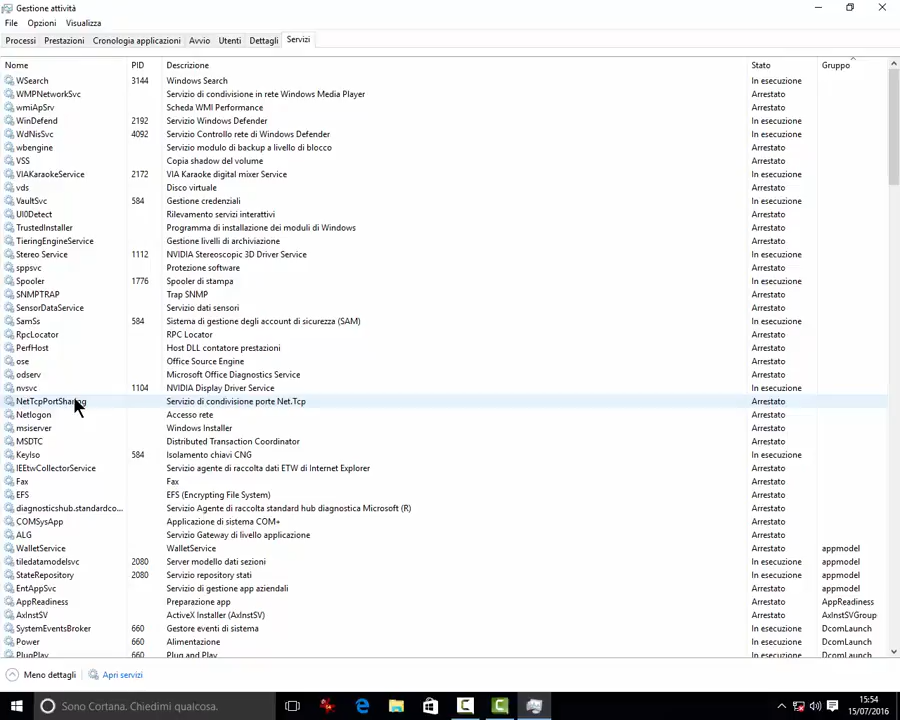 Gestione attività
File Opzioni Visualizza
Processi Prestazioni Cronologia applicazioni Avvio Utenti Dettagli Servizi
Nome PID Descrizione Stato Gruppo
WSearch 3144 Windows Search In esecuzione
WMPNetworkSvc Servizio di condivisione in rete Windows Media Player Arrestato
wmiApSrv Scheda WMI Performance Arrestato
WinDefend 2192 Servizio Windows Defender In esecuzione
WdNisSvc 4092 Servizio Controllo rete di Windows Defender In esecuzione
wbengine Servizio modulo di backup a livello di blocco Arrestato
VSS Copia shadow del volume Arrestato
VIAKaraokeService 2172 VIA Karaoke digital mixer Service In esecuzione
vds Disco virtuale Arrestato
VaultSvc 584 Gestione credenziali In esecuzione
UI0Detect Rilevamento servizi interattivi Arrestato
TrustedInstaller Programma di installazione dei moduli di Windows Arrestato
TieringEngineService Gestione livelli di archiviazione Arrestato
Stereo Service 1112 NVIDIA Stereoscopic 3D Driver Service In esecuzione
sppsvc Protezione software Arrestato
Spooler 1776 Spooler di stampa In esecuzione
SNMPTRAP Trap SNMP Arrestato
SensorDataService Servizio dati sensori Arrestato
SamSs 584 Sistema di gestione degli account di sicurezza (SAM) In esecuzione
RpcLocator RPC Locator Arrestato
PerfHost Host DLL contatore prestazioni Arrestato
ose Office Source Engine Arrestato
odserv Microsoft Office Diagnostics Service Arrestato
nvsvc 1104 NVIDIA Display Driver Service In esecuzione
NetTcpPortSharing Servizio di condivisione porte Net.Tcp Arrestato
Netlogon Accesso rete Arrestato
msiserver Windows Installer Arrestato
MSDTC Distributed Transaction Coordinator Arrestato
KeyIso 584 Isolamento chiavi CNG In esecuzione
IEEtwCollectorService Servizio agente di raccolta dati ETW di Internet Explorer Arrestato
Fax Fax Arrestato
EFS EFS (Encrypting File System) Arrestato
diagnosticshub.standardco... Servizio Agente di raccolta standard hub diagnostica Microsoft (R) Arrestato
COMSysApp Applicazione di sistema COM+ Arrestato
ALG Servizio Gateway di livello applicazione Arrestato
WalletService WalletService Arrestato appmodel
tiledatamodelsvc 2080 Server modello dati sezioni In esecuzione appmodel
StateRepository 2080 Servizio repository stati In esecuzione appmodel
EntAppSvc Servizio di gestione app aziendali Arrestato appmodel
AppReadiness Preparazione app Arrestato AppReadiness
AxInstSV ActiveX Installer (AxInstSV) Arrestato AxInstSVGroup
SystemEventsBroker 660 Gestore eventi di sistema In esecuzione DcomLaunch
Power 660 Alimentazione In esecuzione DcomLaunch
PlugPlay 660 Plug and Play In esecuzione DcomLaunch
Meno dettagli Apri servizi
Sono Cortana. Chiedimi qualcosa. 15:54
15/07/2016